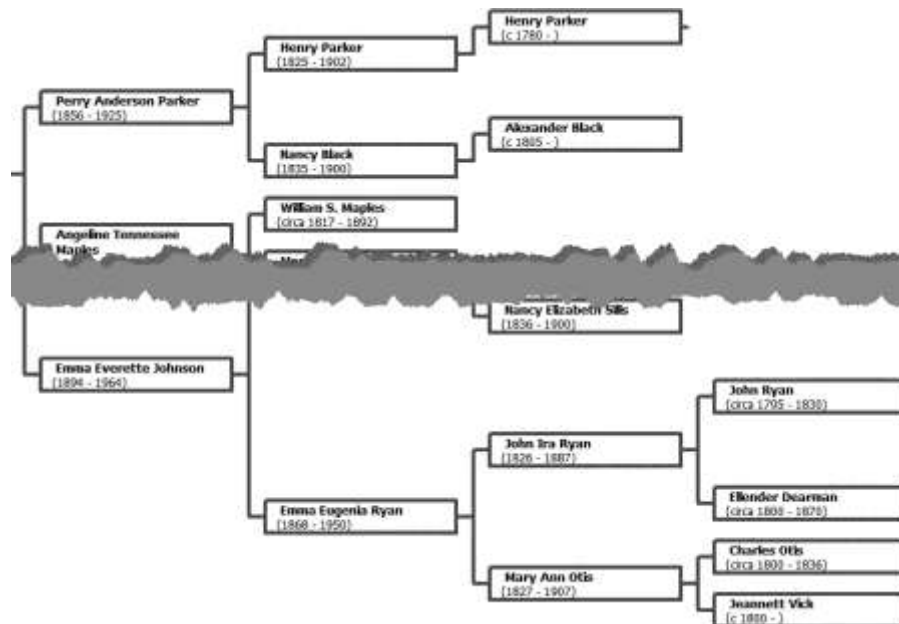 Henry Parker
(c 1780 - )
Henry Parker
(1825 - 1902)
Perry Anderson Parker
(1856 - 1925)
Alexander Black
(c 1805 - )
Nancy Black
(1835 - 1900)
William S. Maples
(circa 1817 - 1892)
Angeline Tennessee
Maples
Nancy Elizabeth Sills
(1836 - 1900)
Emma Everette Johnson
(1894 - 1964)
John Ryan
(circa 1795 - 1830)
John Ira Ryan
(1826 - 1887)
Ellender Dearman
(circa 1800 - 1870)
Emma Eugenia Ryan
(1868 - 1950)
Charles Otis
(circa 1800 - 1836)
Mary Ann Otis
(1827 - 1907)
Jeannett Vick
(c 1800 - )